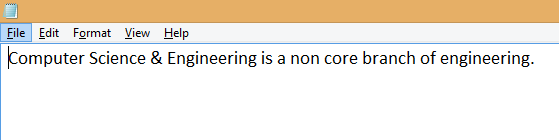 File Edit Format View Help
Computer Science & Engineering is a non core branch of engineering.